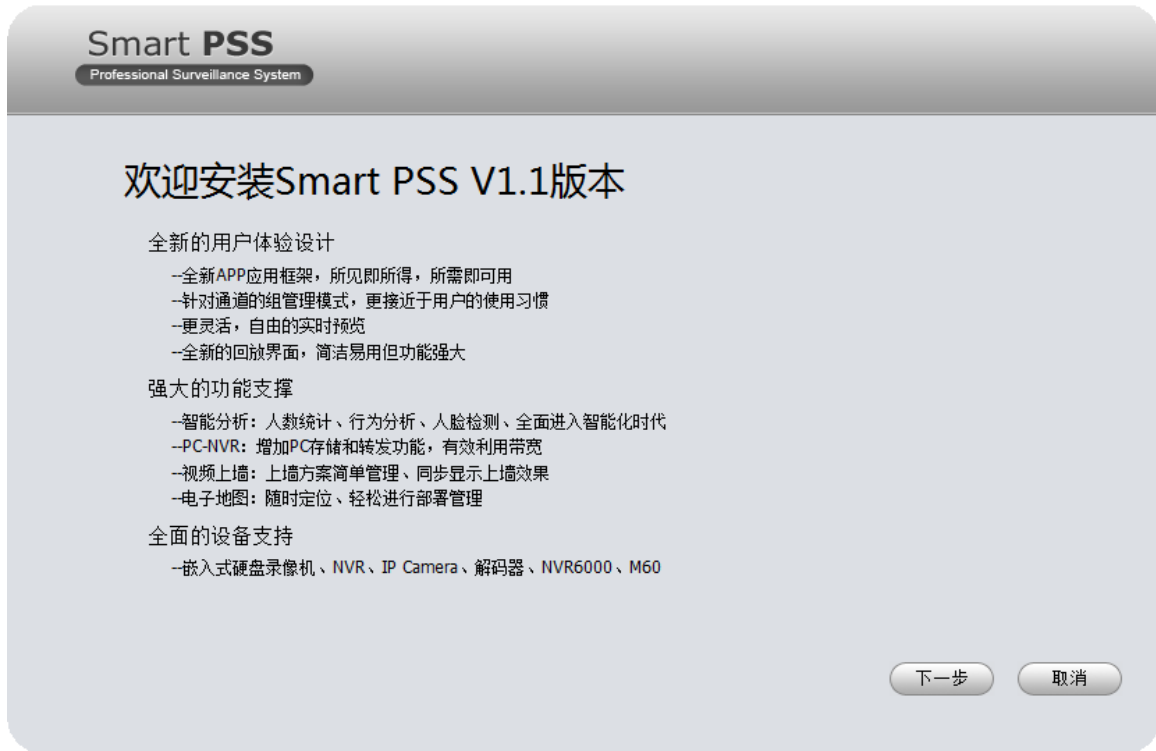 Smart PSS
Professional Surveillance System
欢迎安装Smart PSS V1.1版本
全新的用户体验设计
--全新APP应用框架，所见即所得，所需即可用
--针对通道的组管理模式，更接近于用户的使用习惯
--更灵活，自由的实时预览
--全新的回放界面，简洁易用但功能强大
强大的功能支撑
--智能分析：人数统计、行为分析、人脸检测、全面进入智能化时代
--PC-NVR：增加PC存储和转发功能，有效利用带宽
--视频上墙：上墙方案简单管理、同步显示上墙效果
--电子地图：随时定位、轻松进行部署管理
全面的设备支持
--嵌入式硬盘录像机、NVR、IP Camera、解码器、NVR6000、M60
下一步
取消